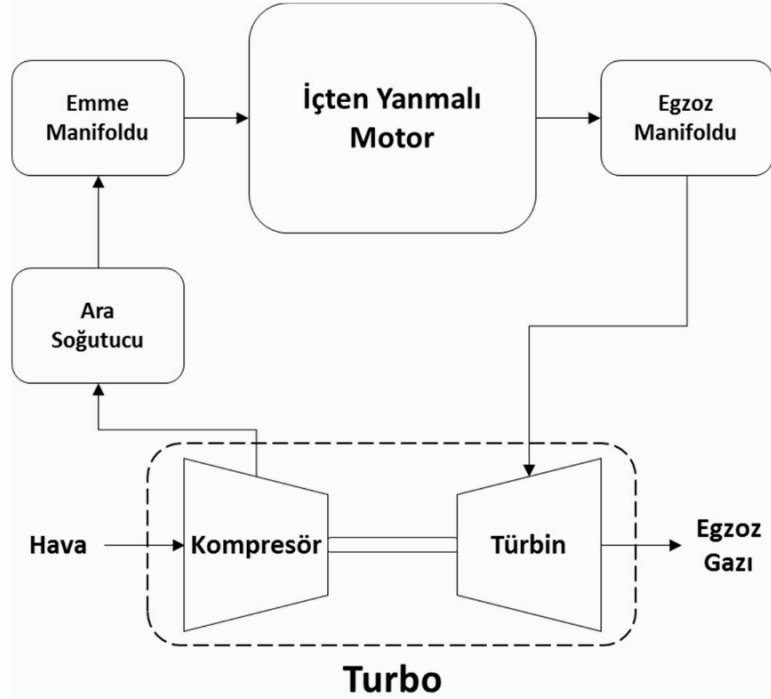 İçten Yanmalı
Motor
Emme
Manifoldu
Egzoz
Manifoldu
Ara
Soğutucu
Hava
Kompresör
Türbin
Egzoz
Gazı
Turbo